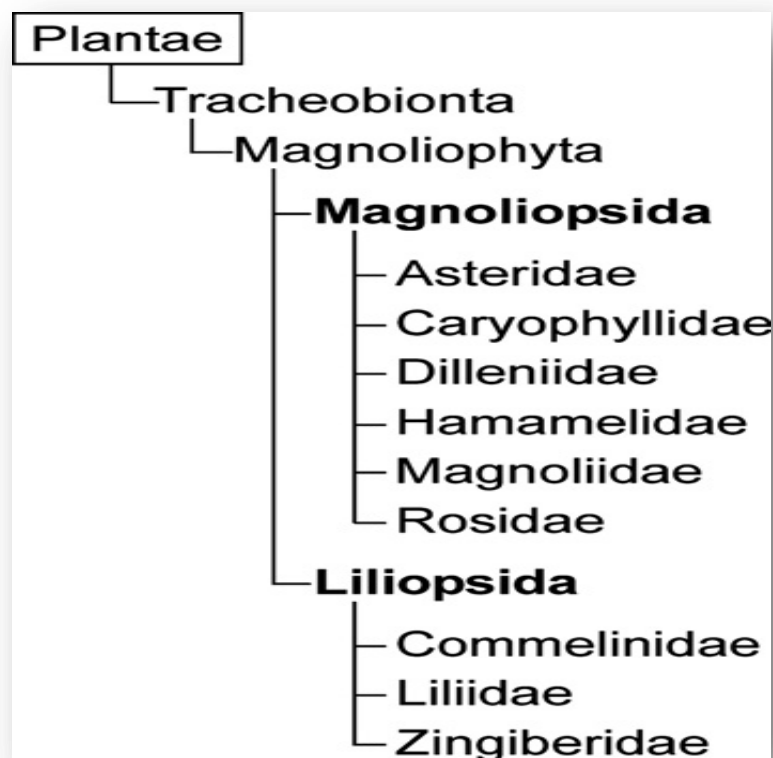 Plantae
Tracheobionta
Magnoliophyta
Magnoliopsida
Asteridae
Caryophyllidae
Dilleniidae
Hamamelidae
Magnoliidae
Rosidae
Liliopsida
Commelinidae
Liliidae
Zingiberidae